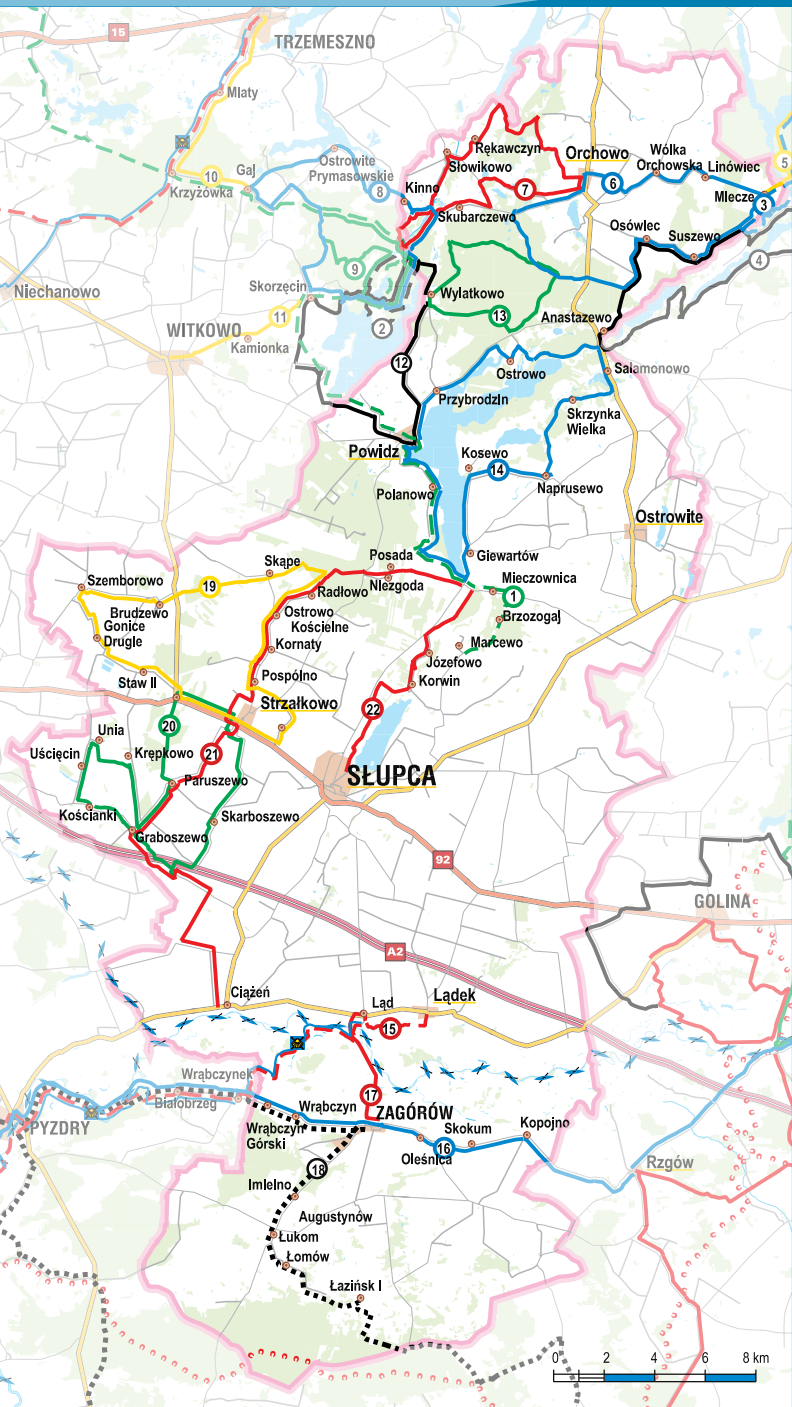 15
TRZEMESZNO
Mlaty
Ostrowite
Prymasowskie
10
Gaj
8
Krzyżówka
Kinno
Rękawczyn
Słowikowo
Orchowo
Wólka
Orchowska
Linówiec
5
7
6
Mlecze
3
Skubarczewo
Osówiec
Suszewo
4
9
Skorzęcin
Niechanowo
11
2
WITKOWO
Kamionka
Wylatkowo
13
Anastazewo
12
Ostrowo
Salamonowo
Przybrodzin
Skrzynka
Wielka
Powidz
Kosewo
14
Naprusewo
Polanowo
Ostrowite
Posada
Giewartów
Niezgoda
Mieczownica
1
Brzozogaj
Marcewo
Skąpe
Szemborowo
19
Radłowo
Brudzewo
Ostrowo
Kościelne
Gonice
Drugle
Kornaty
Józefowo
Korwin
Staw II
Pospólno
Strzałkowo
22
Unia
20
21
Krępkowo
Uścięcin
Paruszewo
SŁUPCA
Kościanki
Skarboszewo
Graboszewo
92
GOLINA
A2
Ciążeń
Ląd
Lądek
15
Wrąbczynek
Białobrzeg
17
PYZDRY
Wrąbczyn
ZAGÓRÓW
Wrąbczyn
Górski
Skokum
Kopojno
16
Oleśnica
18
Rzgów
Imielno
Augustynów
Łukom
Łomów
Łazińsk I
0 2 4 6 8 km